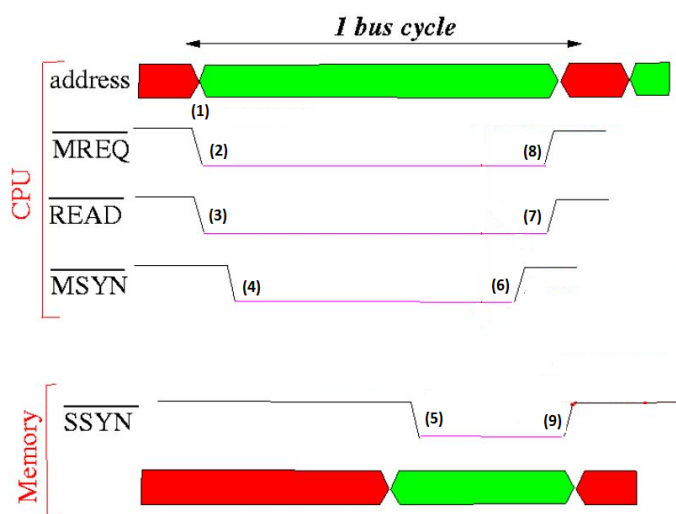 1 bus cycle
address
(1)
MREQ
(2)
(8)
CPU
READ
(3)
(7)
MSYN
(4)
(6)
Memory
SSYN
(5)
(9)